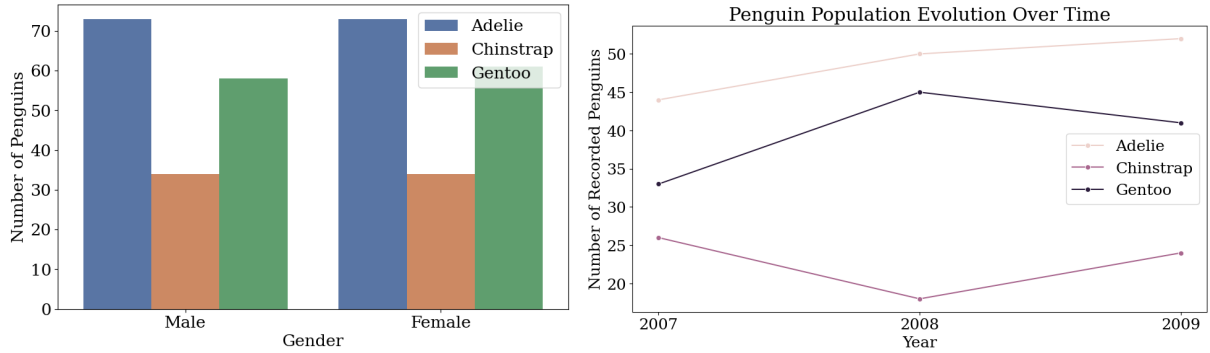 Number of Penguins
70
60
50
40
30
20
10
0
Adelie
Chinstrap
Gentoo
Male
Female
Gender
Penguin Population Evolution Over Time
Number of Recorded Penguins
50
45
40
35
30
25
20
Adelie
Chinstrap
Gentoo
2007
2008
2009
Year